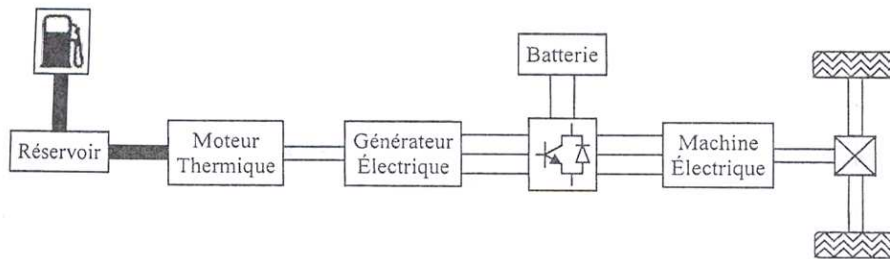 Batterie
Réservoir
Moteur
Thermique
Générateur
Électrique
Machine
Électrique